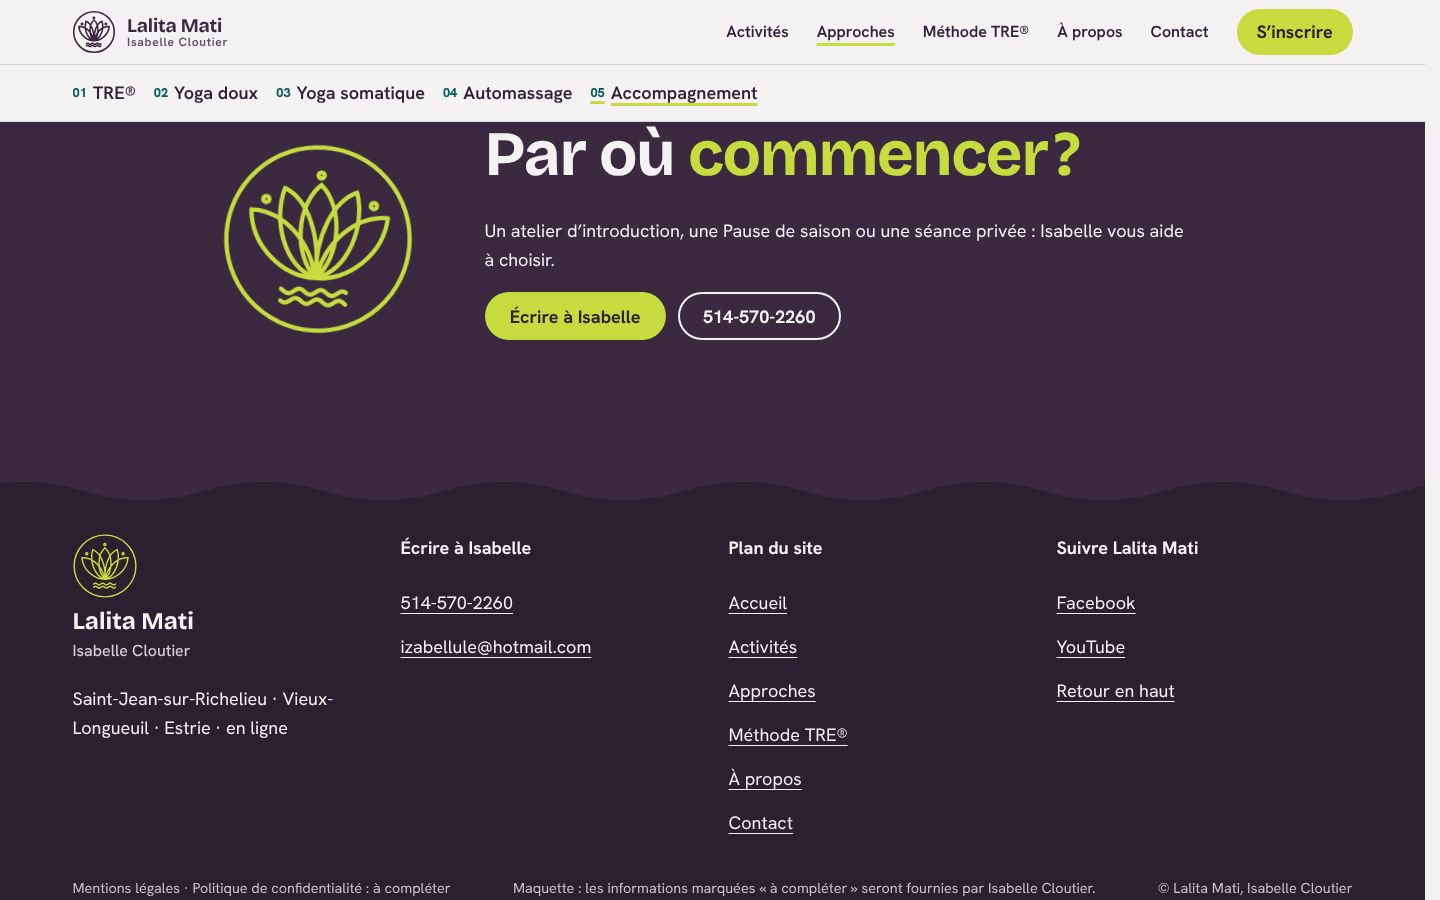 Lalita Mati
Isabelle Cloutier
Activités
Approches
Méthode TRE®
À propos
Contact
S’inscrire
01 TRE®
02 Yoga doux
03 Yoga somatique
04 Automassage
05 Accompagnement
Par où commencer ?
Un atelier d’introduction, une Pause de saison ou une séance privée : Isabelle vous aide
à choisir.
Écrire à Isabelle
514-570-2260
Lalita Mati
Isabelle Cloutier
Saint-Jean-sur-Richelieu · Vieux-
Longueuil · Estrie · en ligne
Écrire à Isabelle
514-570-2260
izabellule@hotmail.com
Plan du site
Accueil
Activités
Approches
Méthode TRE®
À propos
Contact
Suivre Lalita Mati
Facebook
YouTube
Retour en haut
Mentions légales · Politique de confidentialité : à compléter
Maquette : les informations marquées « à compléter » seront fournies par Isabelle Cloutier.
© Lalita Mati, Isabelle Cloutier